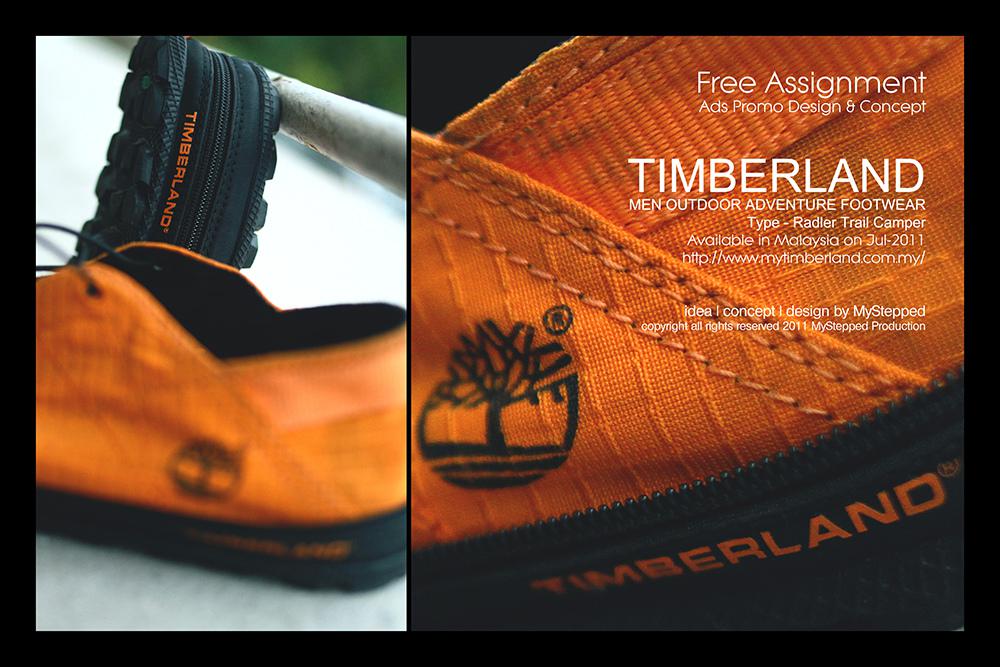 TIMBERLAND®
TIMBERLAND
Free Assignment
Ads Promo Design & Concept
TIMBERLAND
MEN OUTDOOR ADVENTURE FOOTWEAR
Type - Radler Trail Camper
Available in Malaysia on Jul-2011
http://www.mytimberland.com.my/
idea | concept | design by MyStepped
copyright all rights reserved 2011 MyStepped Production
®
TIMBERLAND®